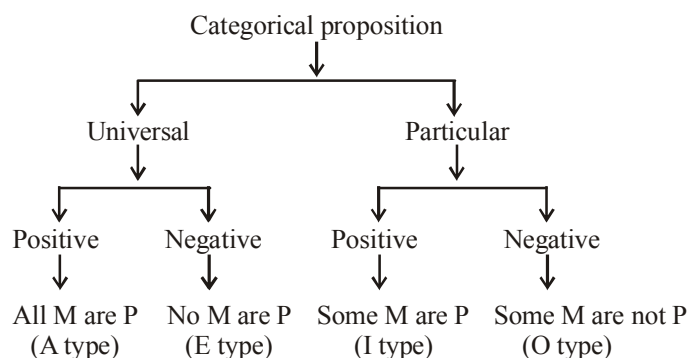 Categorical proposition
Universal Particular
Positive Negative Positive Negative
All M are P No M are P Some M are P Some M are not P
(A type) (E type) (I type) (O type)